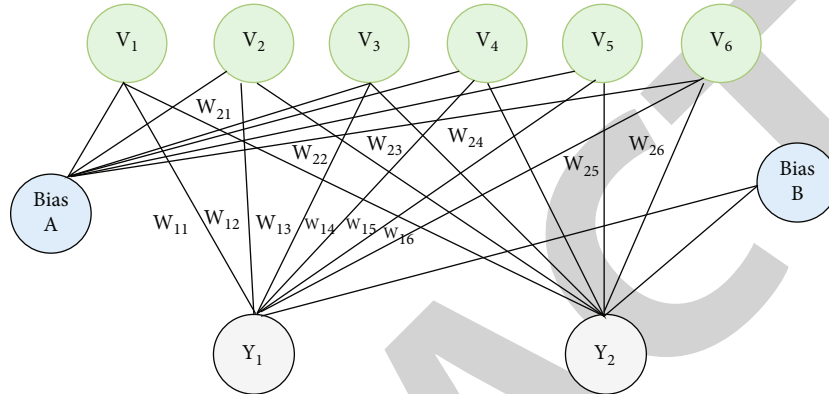 V₁ V₂ V₃ V₄ V₅ V₆
W₂₁
W₂₂ W₂₃ W₂₄ W₂₅ W₂₆
Bias
A
Bias
B
W₁₁ W₁₂ W₁₃ W₁₄ W₁₅ W₁₆
Y₁ Y₂